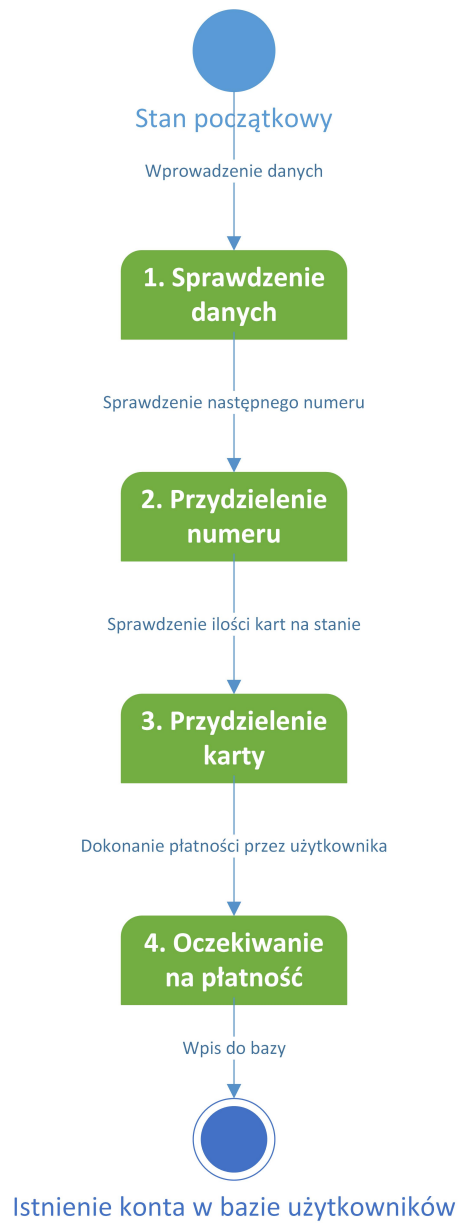 Stan początkowy
Wprowadzenie danych
1. Sprawdzenie
danych
Sprawdzenie następnego numeru
2. Przydzielenie
numeru
Sprawdzenie ilości kart na stanie
3. Przydzielenie
karty
Dokonanie płatności przez użytkownika
4. Oczekiwanie
na płatność
Wpis do bazy
Istnienie konta w bazie użytkowników